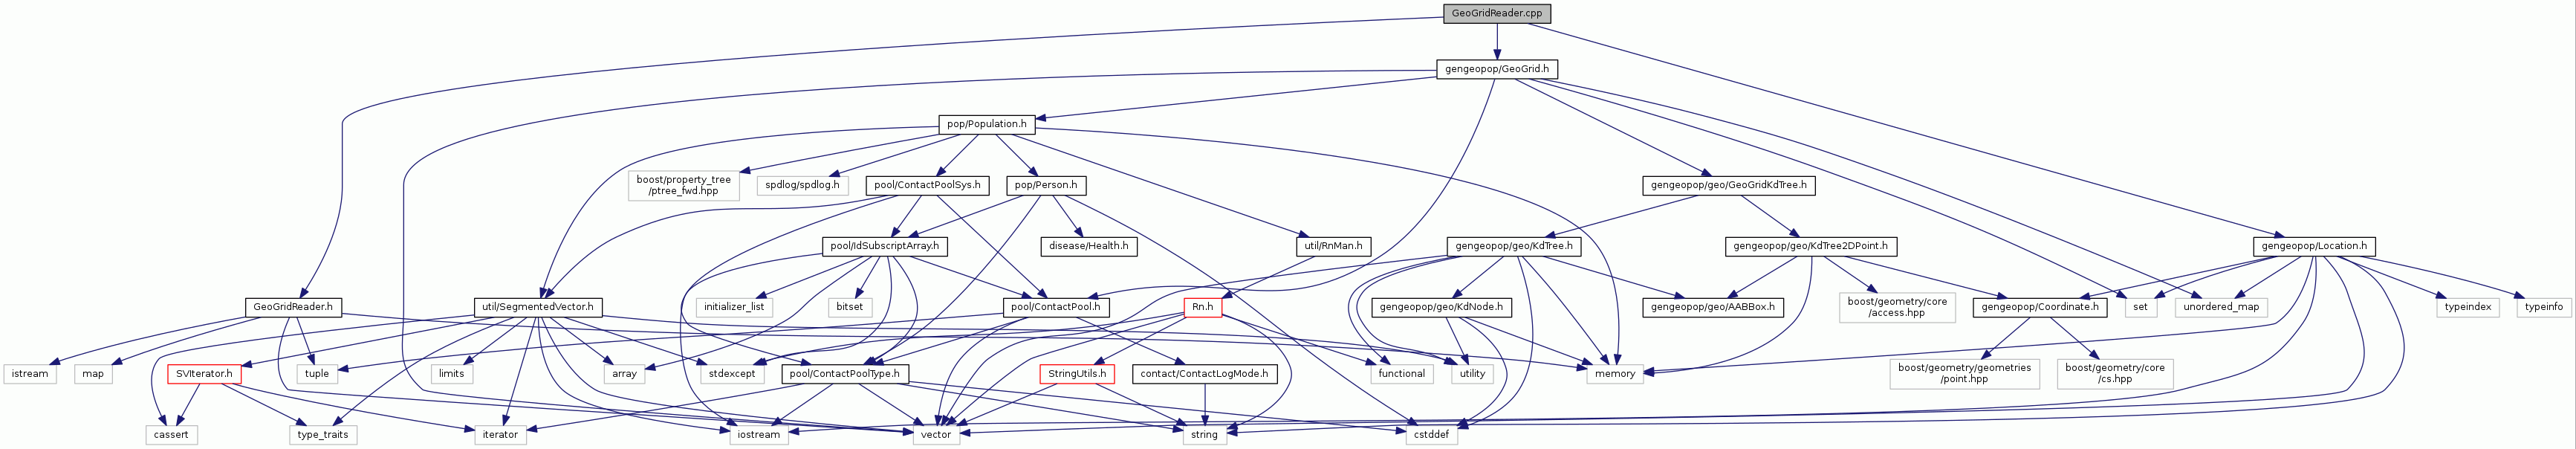 GeoGridReader.cpp
gengeopop/GeoGrid.h
pop/Population.h
boost/property_tree
/ptree_fwd.hpp
spdlog/spdlog.h
pool/ContactPoolSys.h
pop/Person.h
gengeopop/geo/GeoGridKdTree.h
pool/IdSubscriptArray.h
disease/Health.h
util/RnMan.h
gengeopop/geo/KdTree.h
gengeopop/geo/KdTree2DPoint.h
gengeopop/Location.h
GeoGridReader.h
util/SegmentedVector.h
initializer_list
bitset
pool/ContactPool.h
Rn.h
gengeopop/geo/KdNode.h
gengeopop/geo/AABBox.h
boost/geometry/core
/access.hpp
gengeopop/Coordinate.h
set
unordered_map
typeindex
typeinfo
istream
map
SVIterator.h
tuple
limits
array
stdexcept
pool/ContactPoolType.h
StringUtils.h
contact/ContactLogMode.h
functional
utility
memory
boost/geometry/geometries
/point.hpp
boost/geometry/core
/cs.hpp
cassert
type_traits
iterator
iostream
vector
string
cstddef